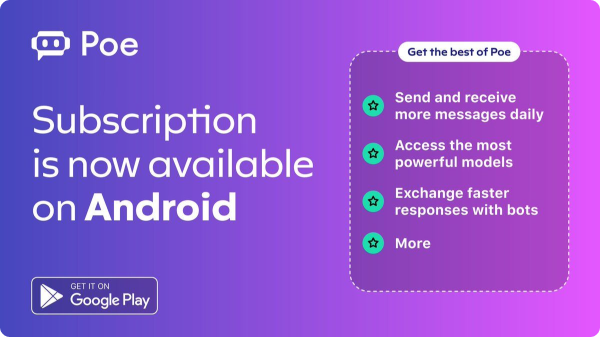 Poe
Subscription
is now available
on Android
GET IT ON
Google Play
Get the best of Poe
Send and receive
more messages daily
Access the most
powerful models
Exchange faster
responses with bots
More